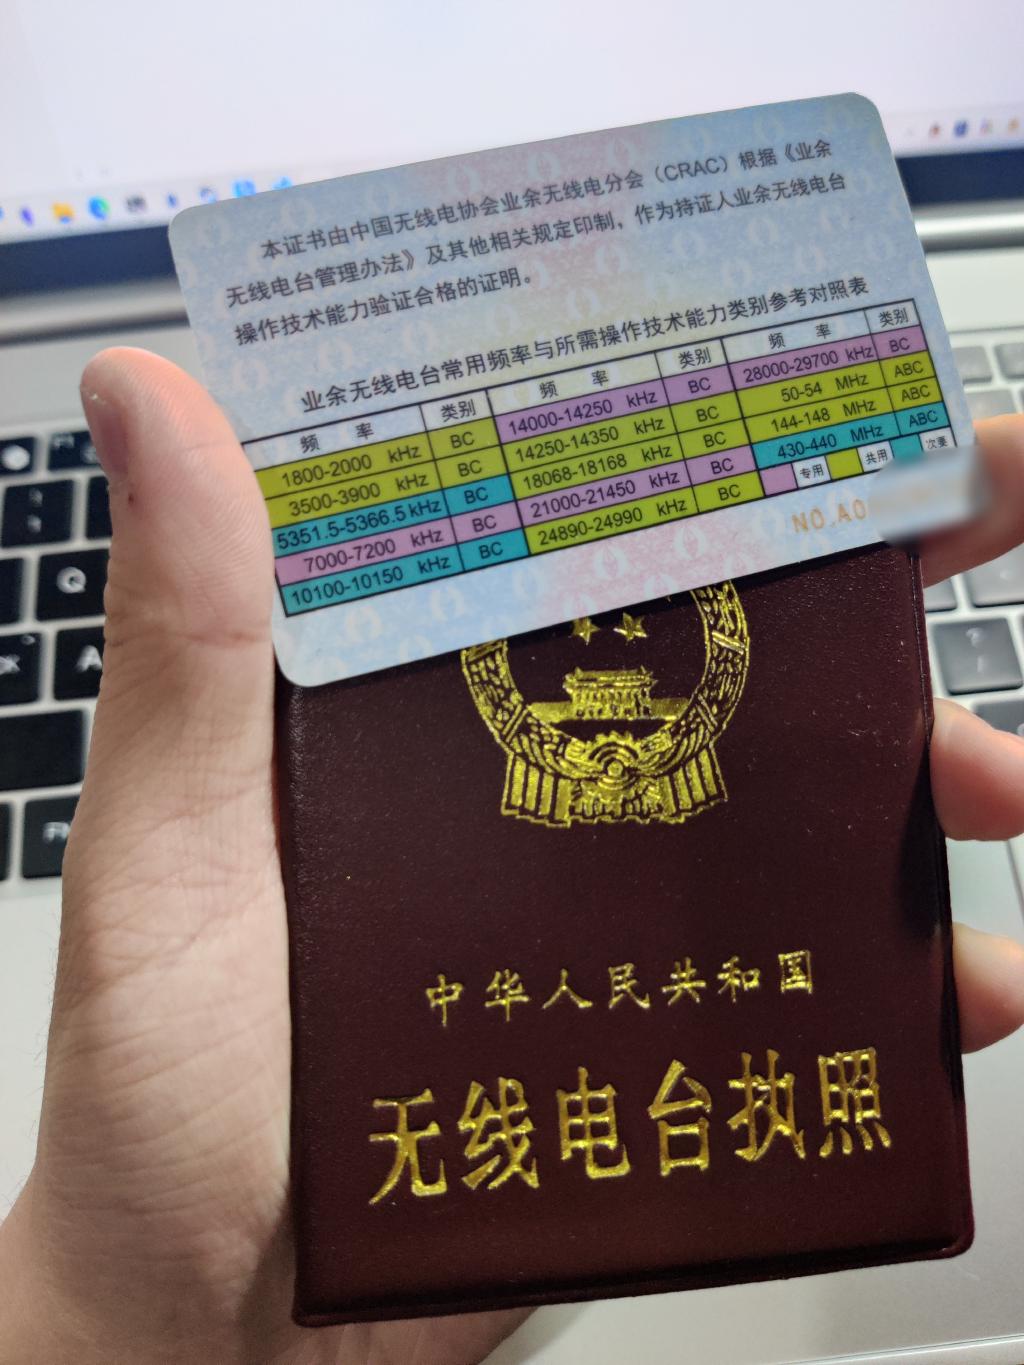 本证书由中国无线电协会业余无线电分会（CRAC）根据《业余
无线电台管理办法》及其他相关规定印制，作为持证人业余无线电台
操作技术能力验证合格的证明。
业余无线电台常用频率与所需操作技术能力类别参考对照表
频 率 类别
1800-2000 kHz BC
3500-3900 kHz BC
5351.5-5366.5kHz BC
7000-7200 kHz BC
10100-10150 kHz BC
频 率 类别
14000-14250 kHz BC
14250-14350 kHz BC
18068-18168 kHz BC
21000-21450 kHz BC
24890-24990 kHz BC
频 率 类别
28000-29700 kHz BC
50-54 MHz ABC
144-148 MHz ABC
430-440 MHz ABC
专用 共用 次要
NO.A0
中华人民共和国
无线电台执照
Q
A
?